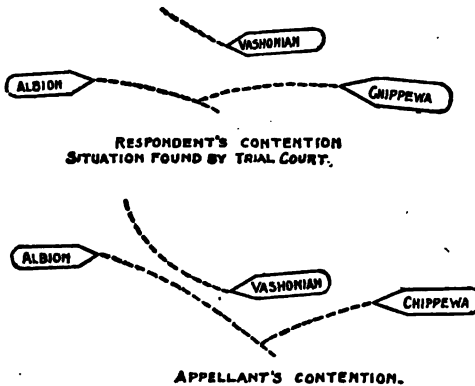 VASHONIAN
ALBION
CHIPPEWA
RESPONDENT'S CONTENTION
SITUATION FOUND BY TRIAL COURT.
ALBION
VASHONIAN
CHIPPEWA
APPELLANT'S CONTENTION.